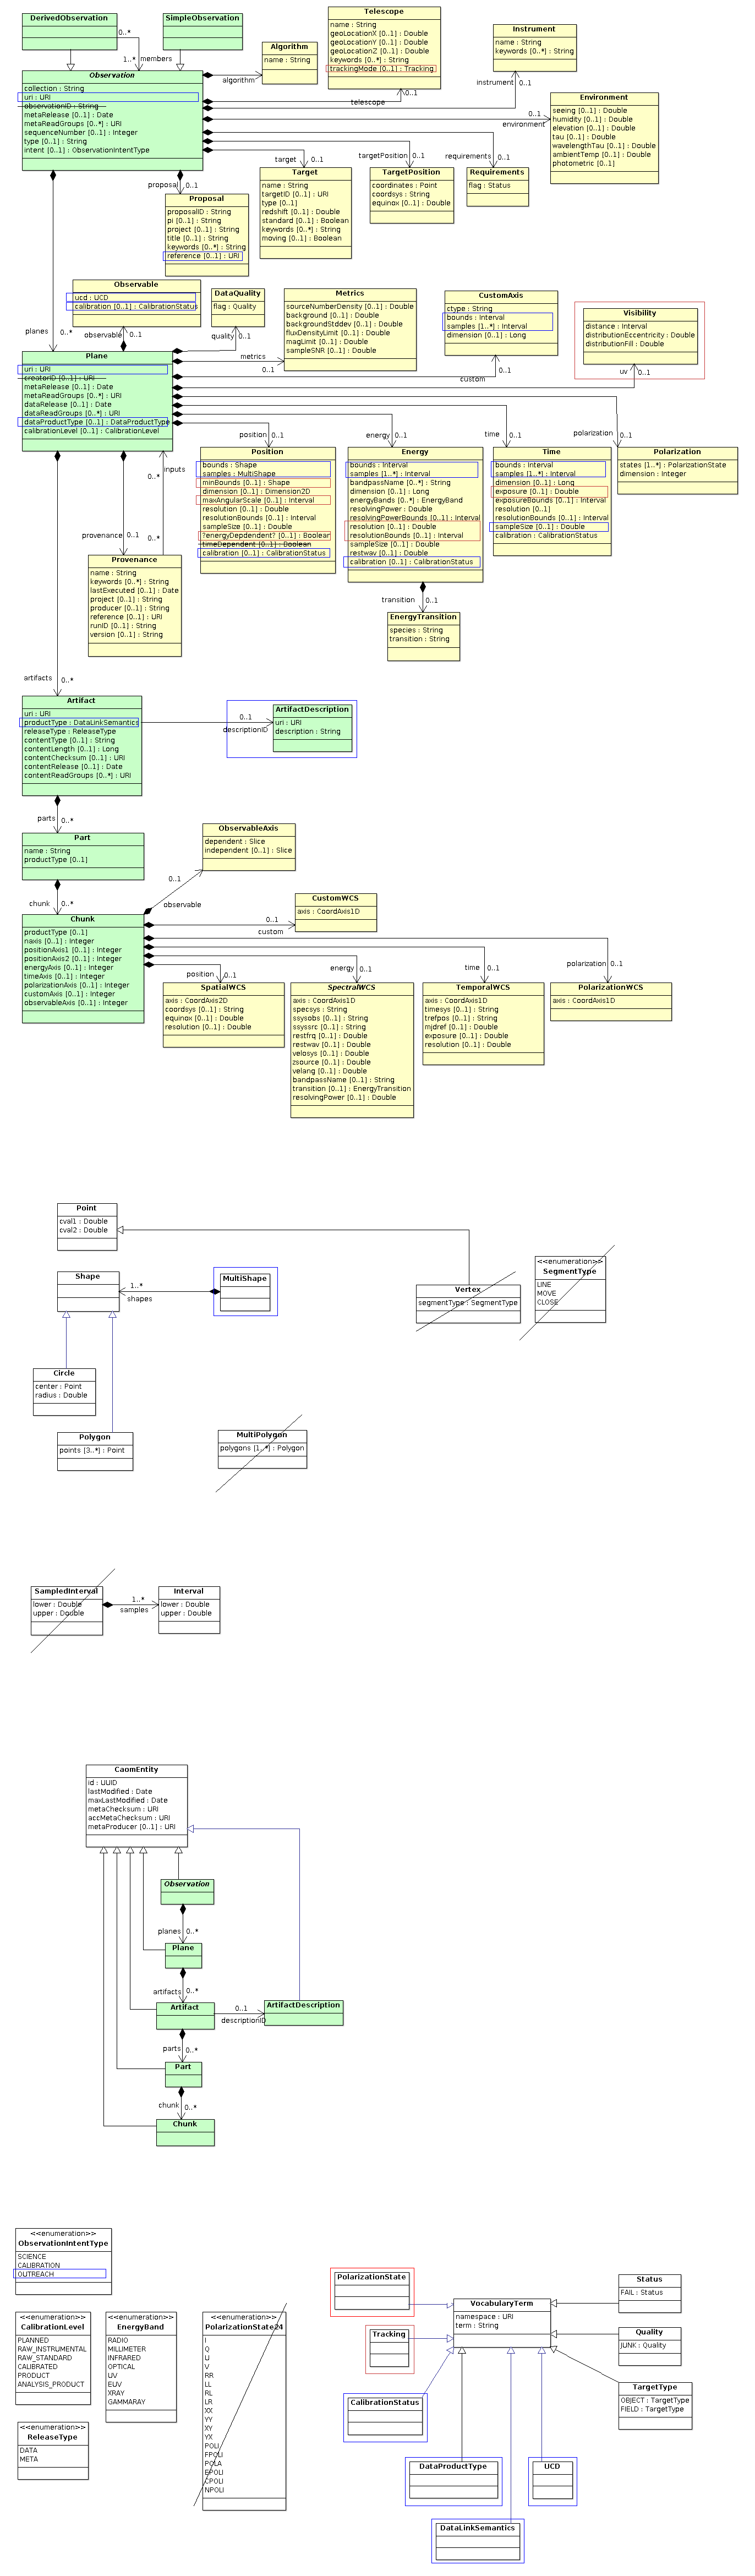 DerivedObservation
0..*
SimpleObservation
1..*
members
Observation
collection : String
uri : URI
observationID : String
metaRelease [0..1] : Date
metaReadGroups [0..*] : URI
sequenceNumber [0..1] : Integer
type [0..1] : String
intent [0..1] : ObservationIntentType
Algorithm
name : String
algorithm
Telescope
name : String
geoLocationX [0..1] : Double
geoLocationY [0..1] : Double
geoLocationZ [0..1] : Double
keywords [0..*] : String
trackingMode [0..1] : Tracking
0..1
telescope
Instrument
name : String
keywords [0..*] : String
instrument
0..1
Environment
seeing [0..1] : Double
humidity [0..1] : Double
elevation [0..1] : Double
tau [0..1] : Double
wavelengthTau [0..1] : Double
ambientTemp [0..1] : Double
photometric [0..1]
0..1
environment
target
0..1
targetPosition
0..1
requirements
0..1
Target
name : String
targetID [0..1] : URI
type [0..1]
redshift [0..1] : Double
standard [0..1] : Boolean
keywords [0..*] : String
moving [0..1] : Boolean
TargetPosition
coordinates : Point
coordsys : String
equinox [0..1] : Double
Requirements
flag : Status
proposal
0..1
Proposal
proposalID : String
pi [0..1] : String
project [0..1] : String
title [0..1] : String
keywords [0..*] : String
reference [0..1] : URI
planes
0..*
Observable
ucd : UCD
calibration [0..1] : CalibrationStatus
observable
0..1
DataQuality
flag : Quality
quality
0..1
Metrics
sourceNumberDensity [0..1] : Double
background [0..1] : Double
backgroundStddev [0..1] : Double
fluxDensityLimit [0..1] : Double
magLimit [0..1] : Double
sampleSNR [0..1] : Double
metrics
0..1
CustomAxis
ctype : String
bounds : Interval
samples [1..*] : Interval
dimension [0..1] : Long
0..1
custom
Visibility
distance : Interval
distributionEccentricity : Double
distributionFill : Double
uv
0..1
Plane
uri : URI
creatorID [0..1] : URI
metaRelease [0..1] : Date
metaReadGroups [0..*] : URI
dataRelease [0..1] : Date
dataReadGroups [0..*] : URI
dataProductType [0..1] : DataProductType
calibrationLevel [0..1] : CalibrationLevel
position
0..1
energy
0..1
time
0..1
polarization
0..1
Position
bounds : Shape
samples : MultiShape
minBounds [0..1] : Shape
dimension [0..1] : Dimension2D
maxAngularScale [0..1] : Interval
resolution [0..1] : Double
resolutionBounds [0..1] : Interval
sampleSize [0..1] : Double
?energyDepdendent? [0..1] : Boolean
timeDependent [0..1] : Boolean
calibration [0..1] : CalibrationStatus
Energy
bounds : Interval
samples [1..*] : Interval
bandpassName [0..*] : String
dimension [0..1] : Long
energyBands [0..*] : EnergyBand
resolvingPower [0..1] : Double
resolvingPowerBounds [0..1] : Interval
resolution [0..1] : Double
resolutionBounds [0..1] : Interval
sampleSize [0..1] : Double
restwav [0..1] : Double
calibration [0..1] : CalibrationStatus
Time
bounds [0..1] : Interval
samples [1..*] : Interval
dimension [0..1] : Long
exposure [0..1] : Double
exposureBounds [0..1] : Interval
resolution [0..1]
resolutionBounds [0..1] : Interval
sampleSize [0..1] : Double
calibration : CalibrationStatus
Polarization
states [1..*] : PolarizationState
dimension : Integer
inputs
0..*
provenance
0..1
0..*
Provenance
name : String
keywords [0..*] : String
lastExecuted [0..1] : Date
project [0..1] : String
producer [0..1] : String
reference [0..1] : URI
runID [0..1] : String
version [0..1] : String
transition
0..1
EnergyTransition
species : String
transition : String
artifacts
0..*
Artifact
uri : URI
productType : DataLinkSemantics
releaseType : ReleaseType
contentType [0..1] : String
contentLength [0..1] : Long
contentChecksum [0..1] : URI
contentRelease [0..1] : Date
contentReadGroups [0..*] : URI
0..1
descriptionID
ArtifactDescription
uri : URI
description : String
parts
0..*
Part
name : String
productType [0..1]
chunk
0..*
ObservableAxis
dependent : Slice
independent [0..1] : Slice
0..1
observable
CustomWCS
axis : CoordAxis1D
0..1
custom
Chunk
productType [0..1]
naxis [0..1] : Integer
positionAxis1 [0..1] : Integer
positionAxis2 [0..1] : Integer
energyAxis [0..1] : Integer
timeAxis [0..1] : Integer
polarizationAxis [0..1] : Integer
customAxis [0..1] : Integer
observableAxis [0..1] : Integer
position
0..1
energy
0..1
time
0..1
polarization
0..1
SpatialWCS
axis : CoordAxis2D
coordsys [0..1] : String
equinox [0..1] : Double
resolution [0..1] : Double
SpectralWCS
axis : CoordAxis1D
specsys : String
ssysobs [0..1] : String
ssyssrc [0..1] : String
restfrq [0..1] : Double
restwav [0..1] : Double
velosys [0..1] : Double
zsource [0..1] : Double
velang [0..1] : Double
bandpassName [0..1] : String
transition [0..1] : EnergyTransition
resolvingPower [0..1] : Double
TemporalWCS
axis : CoordAxis1D
timesys [0..1] : String
trefpos [0..1] : String
mjdref [0..1] : Double
exposure [0..1] : Double
resolution [0..1] : Double
PolarizationWCS
axis : CoordAxis1D
Point
cval1 : Double
cval2 : Double
Shape
1..*
shapes
MultiShape
Vertex
segmentType : SegmentType
<<enumeration>>
SegmentType
LINE
MOVE
CLOSE
Circle
center : Point
radius : Double
Polygon
points [3..*] : Point
MultiPolygon
polygons [1..*] : Polygon
SampledInterval
lower : Double
upper : Double
1..*
samples
Interval
lower : Double
upper : Double
CaomEntity
id : UUID
lastModified : Date
maxLastModified : Date
metaChecksum : URI
accMetaChecksum : URI
metaProducer [0..1] : URI
Observation
planes
0..*
Plane
artifacts
0..*
Artifact
0..1
descriptionID
ArtifactDescription
parts
0..*
Part
chunk
0..*
Chunk
<<enumeration>>
ObservationIntentType
SCIENCE
CALIBRATION
OUTREACH
<<enumeration>>
CalibrationLevel
PLANNED
RAW_INSTRUMENTAL
RAW_STANDARD
CALIBRATED
PRODUCT
ANALYSIS_PRODUCT
<<enumeration>>
EnergyBand
RADIO
MILLIMETER
INFRARED
OPTICAL
UV
EUV
XRAY
GAMMARAY
<<enumeration>>
PolarizationState24
I
Q
U
V
RR
LL
RL
LR
XX
YY
XY
YX
POLI
FPOLI
POLA
EPOLI
CPOLI
NPOLI
<<enumeration>>
ReleaseType
DATA
META
PolarizationState
Tracking
CalibrationStatus
VocabularyTerm
namespace : URI
term : String
Status
FAIL : Status
Quality
JUNK : Quality
TargetType
OBJECT : TargetType
FIELD : TargetType
DataProductType
UCD
DataLinkSemantics